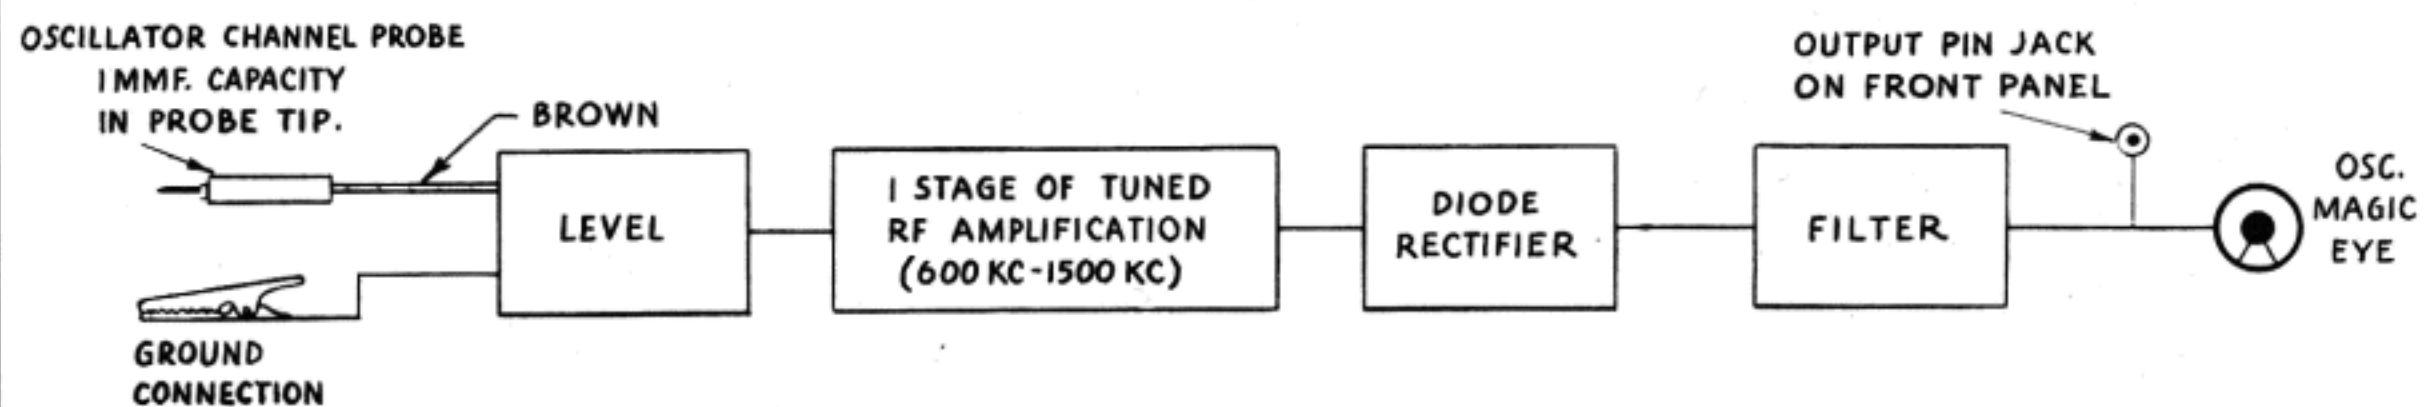 OSCILLATOR CHANNEL PROBE
1 MMF. CAPACITY
IN PROBE TIP.
BROWN
LEVEL
GROUND
CONNECTION
1 STAGE OF TUNED
RF AMPLIFICATION
(600 KC-1500 KC)
DIODE
RECTIFIER
FILTER
OUTPUT PIN JACK
ON FRONT PANEL
OSC.
MAGIC
EYE